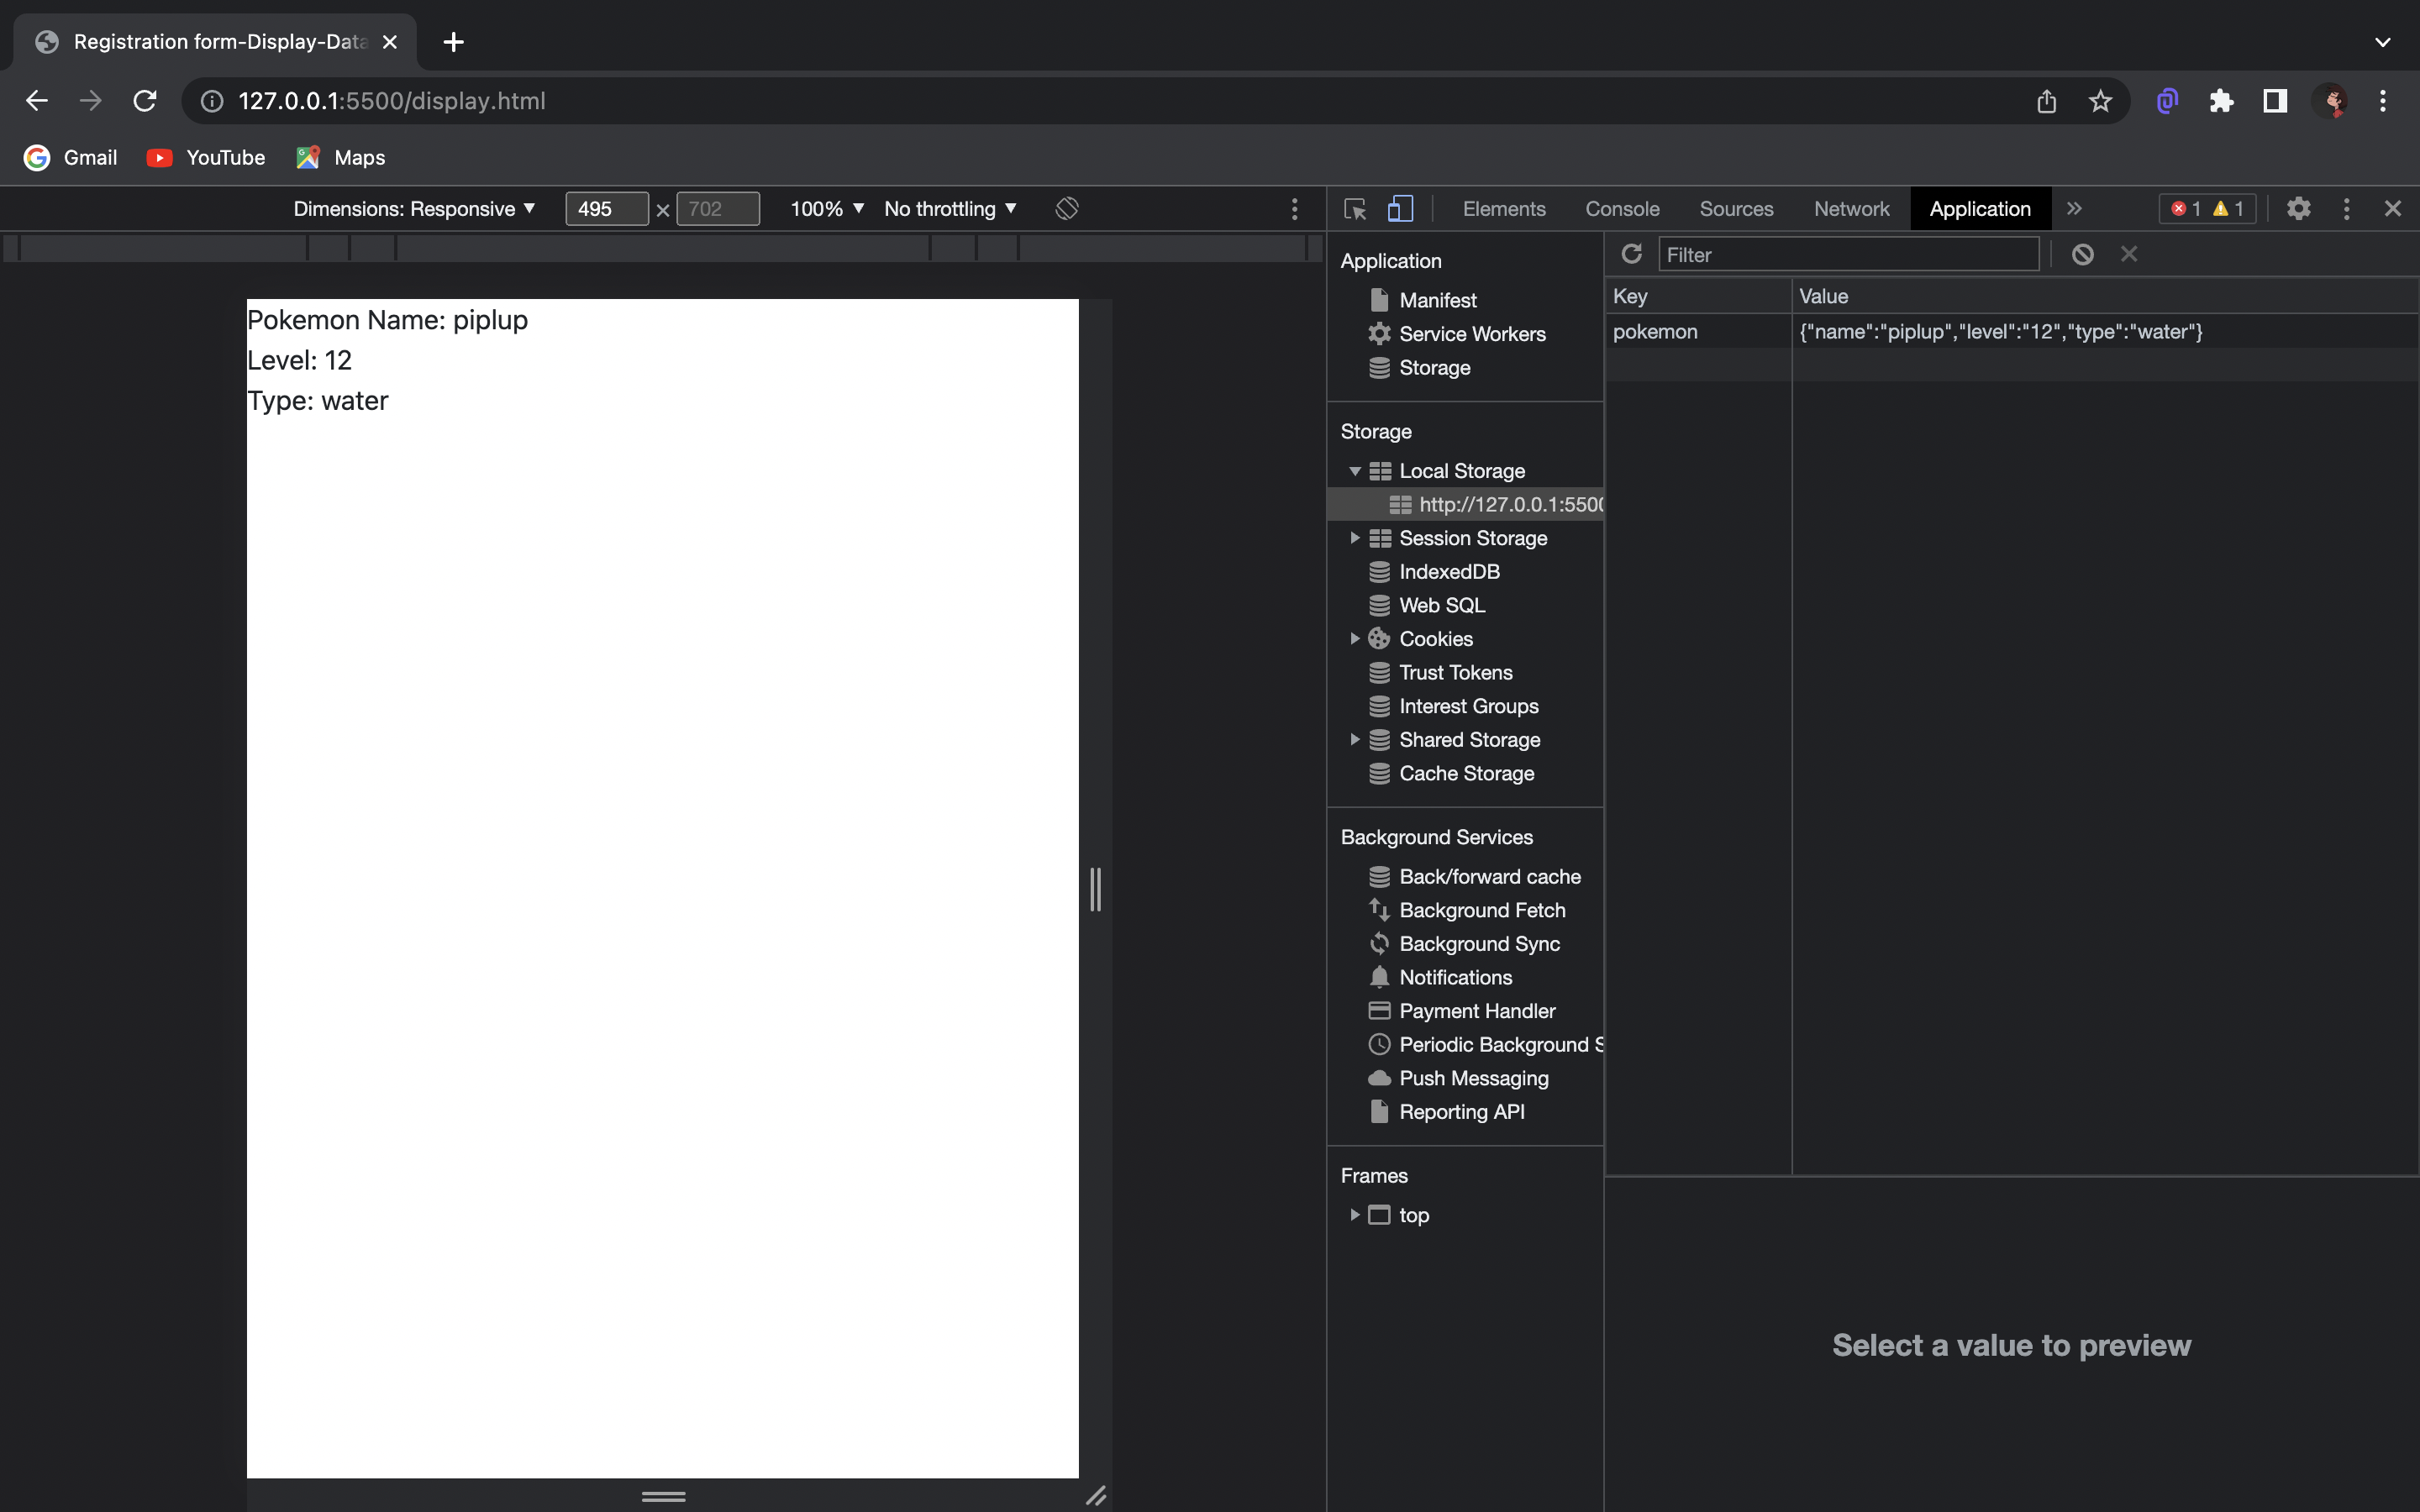 Registration form-Display-Data
127.0.0.1:5500/display.html
Gmail YouTube Maps
Dimensions: Responsive 495 × 702 100% No throttling
Elements Console Sources Network Application 1 1
Filter
Key Value
pokemon {"name":"piplup","level":"12","type":"water"}
Select a value to preview
Application
Manifest
Service Workers
Storage
Storage
Local Storage
http://127.0.0.1:5500
Session Storage
IndexedDB
Web SQL
Cookies
Trust Tokens
Interest Groups
Shared Storage
Cache Storage
Background Services
Back/forward cache
Background Fetch
Background Sync
Notifications
Payment Handler
Periodic Background S
Push Messaging
Reporting API
Frames
top
Pokemon Name: piplup
Level: 12
Type: water